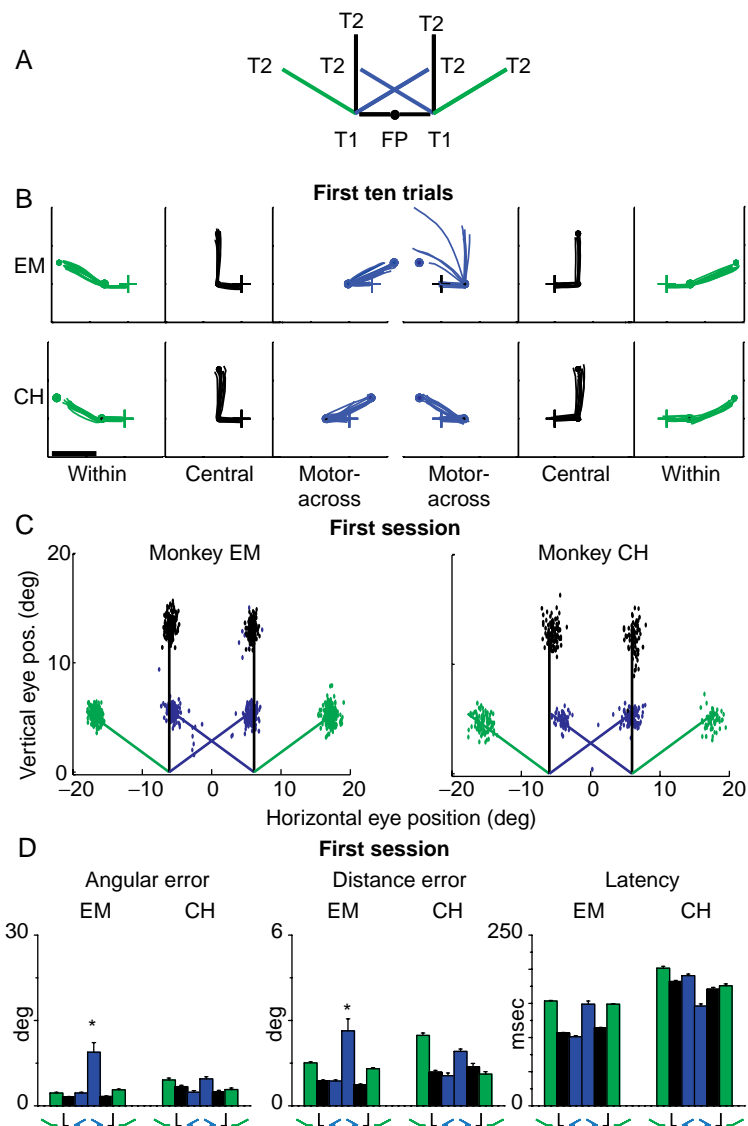 A
T2 T2
T2 T2 T2 T2
T1 FP T1
B
First ten trials
EM
CH
Within Central Motor-across Motor-across Central Within
C
First session
Monkey EM Monkey CH
Vertical eye pos. (deg)
20
10
0
−20 −10 0 10 20
−20 −10 0 10 20
Horizontal eye position (deg)
D
First session
Angular error Distance error Latency
EM CH EM CH EM CH
30 6 250
deg deg msec
* *
0 0 0